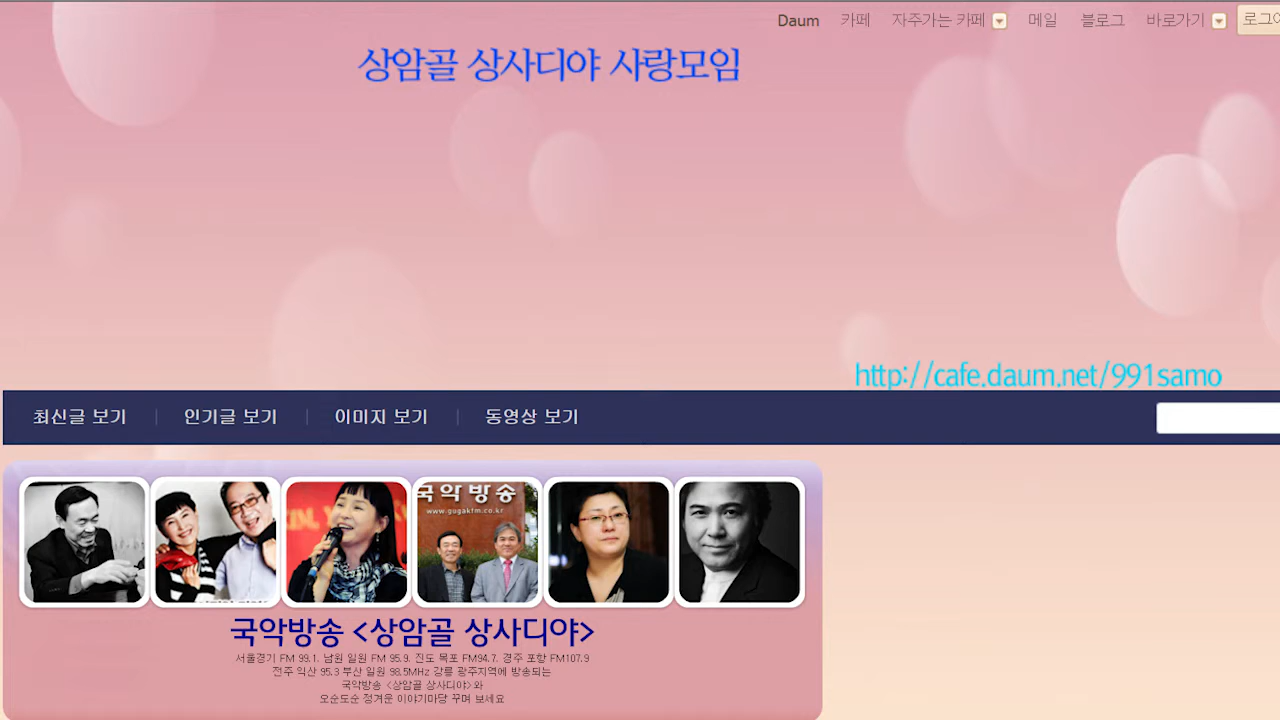 Daum 카페 자주가는 카페 메일 블로그 바로가기
상암골 상사디야 사랑모임
http://cafe.daum.net/991samo
최신글 보기 | 인기글 보기 | 이미지 보기 | 동영상 보기
국악방송
www.gugakfm.co.kr
국악방송 <상암골 상사디야>
서울경기 FM 99.1. 남원 일원 FM 95.9. 진도 목포 FM94.7. 경주 포항 FM107.9
전주 익산 95.3 부산 일원 98.5MHz 강릉 광주지역에 방송되는
국악방송 <상암골 상사디야>와
오순도순 정겨운 이야기마당 꾸며 보세요